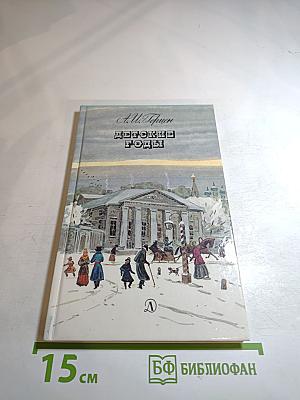 А.И. Герцен
ДЕТСКИЕ
ГОДЫ
Д
15 см
БФ БИБЛИОФАН